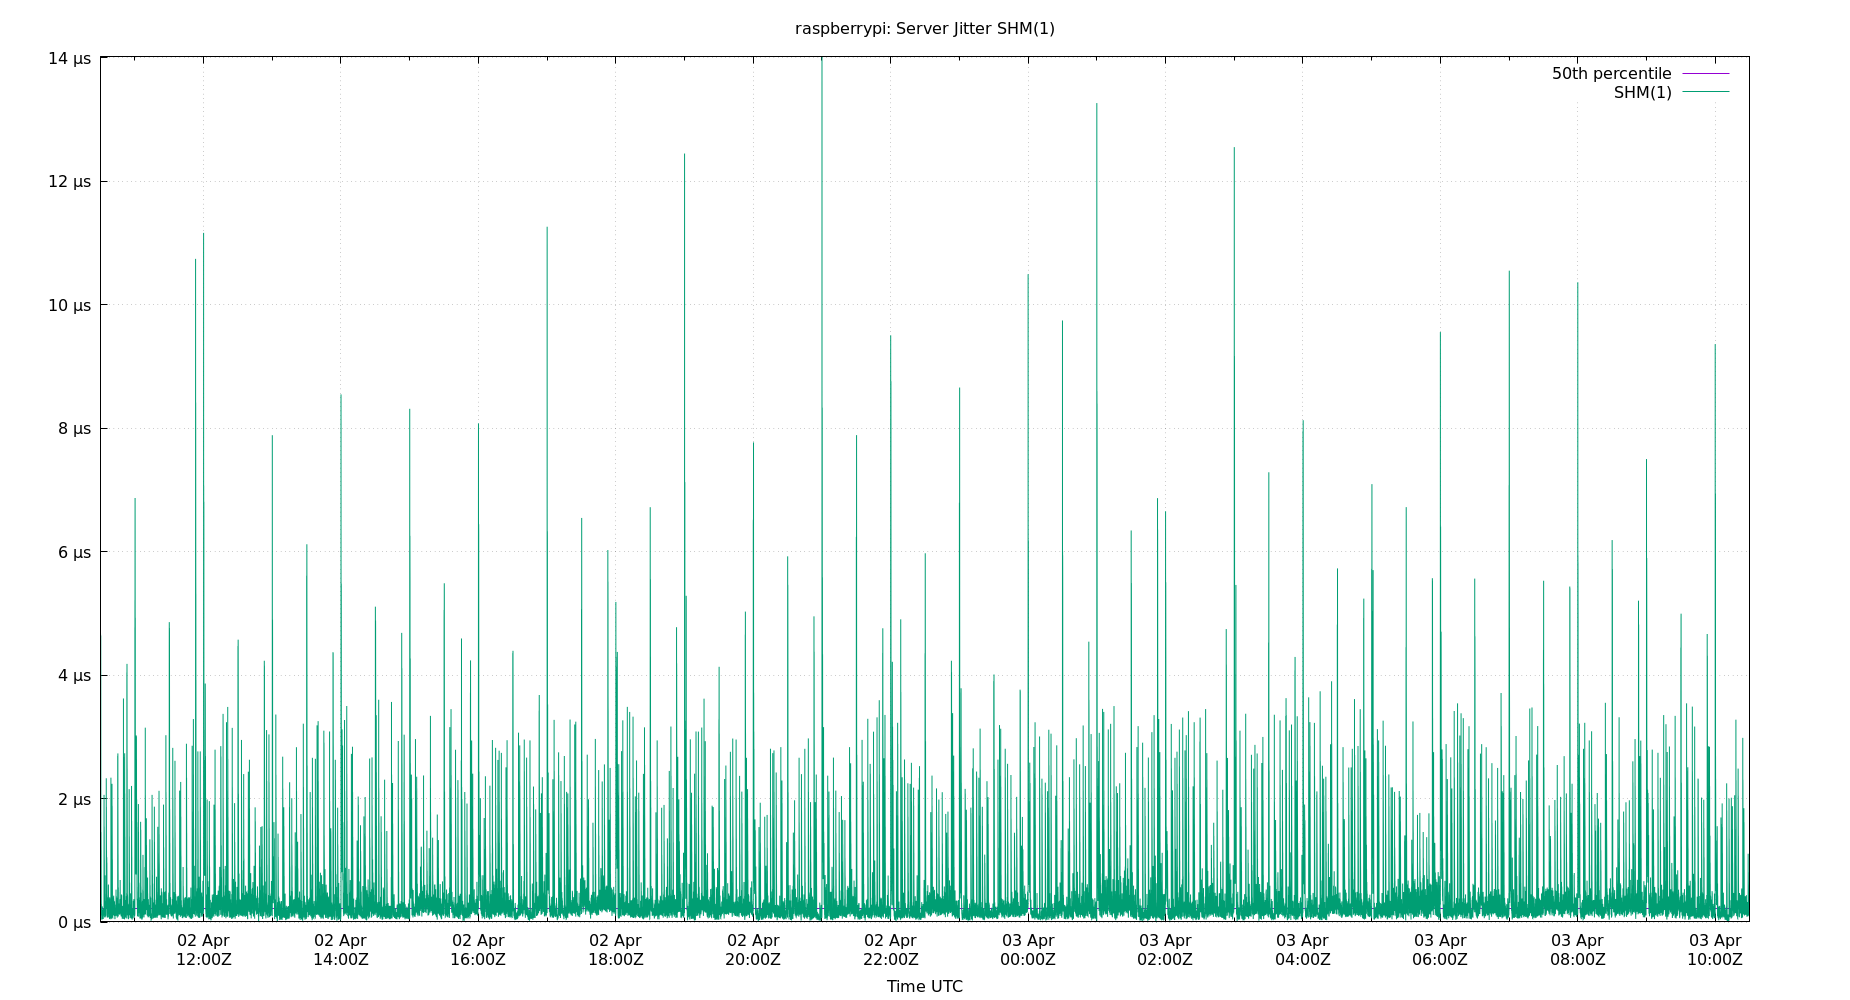 raspberrypi: Server Jitter SHM(1)
50th percentile
SHM(1)
14 µs
12 µs
10 µs
8 µs
6 µs
4 µs
2 µs
0 µs
02 Apr 02 Apr 02 Apr 02 Apr 02 Apr 02 Apr 03 Apr 03 Apr 03 Apr 03 Apr 03 Apr 03 Apr
12:00Z 14:00Z 16:00Z 18:00Z 20:00Z 22:00Z 00:00Z 02:00Z 04:00Z 06:00Z 08:00Z 10:00Z
Time UTC